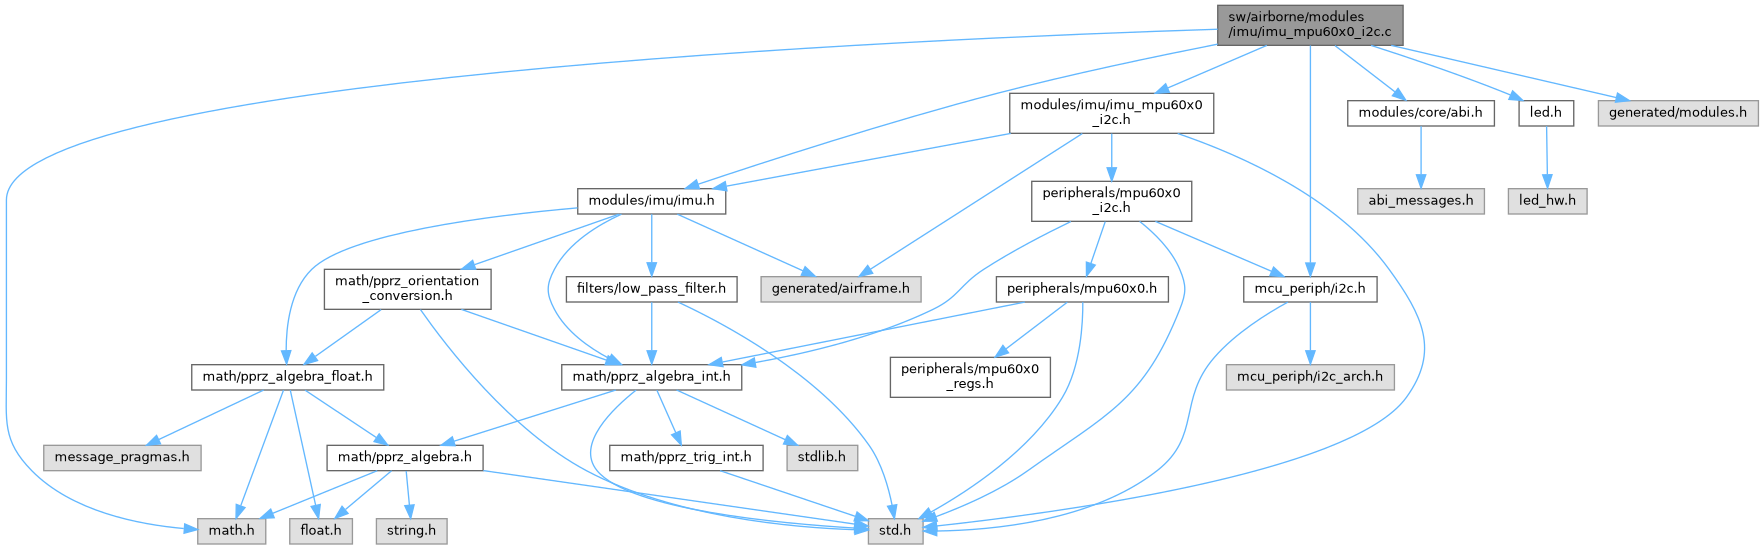 sw/airborne/modules
/imu/imu_mpu60x0_i2c.c
modules/imu/imu_mpu60x0
_i2c.h
modules/core/abi.h
led.h
generated/modules.h
modules/imu/imu.h
peripherals/mpu60x0
_i2c.h
abi_messages.h
led_hw.h
math/pprz_orientation
_conversion.h
filters/low_pass_filter.h
generated/airframe.h
peripherals/mpu60x0.h
mcu_periph/i2c.h
math/pprz_algebra_float.h
math/pprz_algebra_int.h
peripherals/mpu60x0
_regs.h
mcu_periph/i2c_arch.h
message_pragmas.h
math/pprz_algebra.h
math/pprz_trig_int.h
stdlib.h
math.h
float.h
string.h
std.h